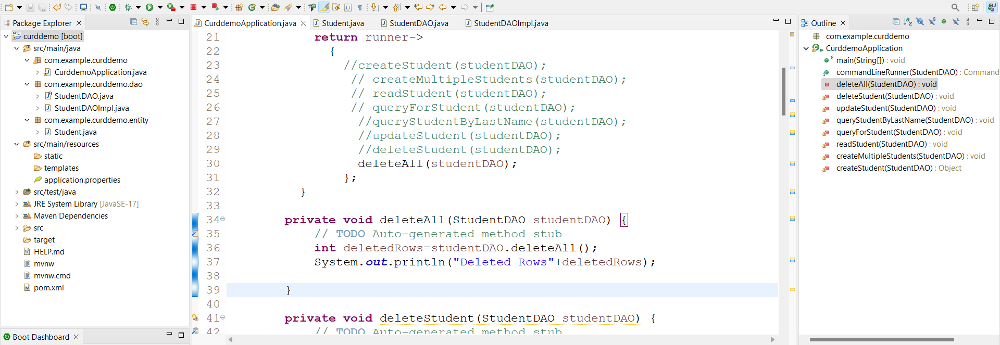 Package Explorer
curddemo [boot]
src/main/java
com.example.curddemo
CurddemoApplication.java
com.example.curddemo.dao
StudentDAO.java
StudentDAOImpl.java
com.example.curddemo.entity
Student.java
src/main/resources
static
templates
application.properties
src/test/java
JRE System Library [JavaSE-17]
Maven Dependencies
src
target
HELP.md
mvnw
mvnw.cmd
pom.xml
Boot Dashboard
CurddemoApplication.java Student.java StudentDAO.java StudentDAOImpl.java
21 return runner->
22 {
23 //createStudent(studentDAO);
24 // createMultipleStudents(studentDAO);
25 // readStudent(studentDAO);
26 // queryForStudent(studentDAO);
27 //queryStudentByLastName(studentDAO);
28 //updateStudent(studentDAO);
29 //deleteStudent(studentDAO);
30 deleteAll(studentDAO);
31 };
32 }
33
34 private void deleteAll(StudentDAO studentDAO) {
35 // TODO Auto-generated method stub
36 int deletedRows=studentDAO.deleteAll();
37 System.out.println("Deleted Rows"+deletedRows);
38
39 }
40
41 private void deleteStudent(StudentDAO studentDAO) {
42 // TODO Auto-generated method stub
Outline
com.example.curddemo
CurddemoApplication
main(String[]) : void
commandLineRunner(StudentDAO) : Command
deleteAll(StudentDAO) : void
deleteStudent(StudentDAO) : void
updateStudent(StudentDAO) : void
queryStudentByLastName(StudentDAO) : void
queryForStudent(StudentDAO) : void
readStudent(StudentDAO) : void
createMultipleStudents(StudentDAO) : void
createStudent(StudentDAO) : Object